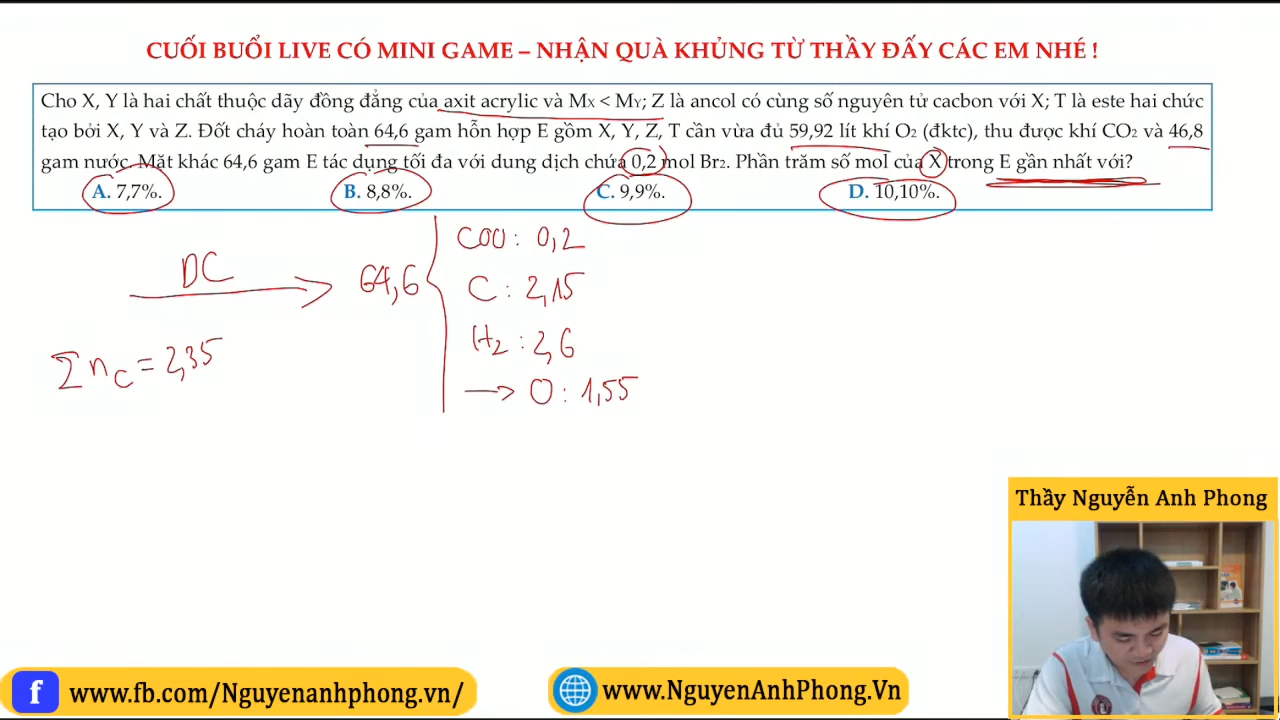 CUỐI BUỔI LIVE CÓ MINI GAME – NHẬN QUÀ KHỦNG TỪ THẦY ĐẤY CÁC EM NHÉ !
Cho X, Y là hai chất thuộc dãy đồng đẳng của axit acrylic và Mx < My; Z là ancol có cùng số nguyên tử cacbon với X; T là este hai chức
tạo bởi X, Y và Z. Đốt cháy hoàn toàn 64,6 gam hỗn hợp E gồm X, Y, Z, T cần vừa đủ 59,92 lít khí O₂ (đktc), thu được khí CO₂ và 46,8
gam nước. Mặt khác 64,6 gam E tác dụng tối đa với dung dịch chứa 0,2 mol Br₂. Phần trăm số mol của X trong E gần nhất với?
A. 7,7%. B. 8,8%. C. 9,9%. D. 10,10%.
COO : 0,2
ĐC
64,6
C : 2,15
H₂ : 2,6
Σn_C = 2,35
→ O : 1,55
Thầy Nguyễn Anh Phong
f www.fb.com/Nguyenanhphong.vn/
www.NguyenAnhPhong.Vn